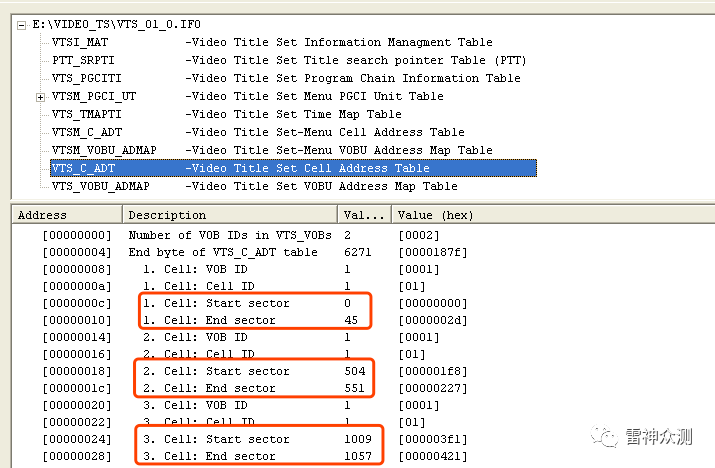 E:\VIDEO_TS\VTS_01_0.IFO
VTSI_MAT -Video Title Set Information Managment Table
PTT_SRPTI -Video Title Set Title search pointer Table (PTT)
VTS_PGCITI -Video Title Set Program Chain Information Table
VTSM_PGCI_UT -Video Title Set Menu PGCI Unit Table
VTS_TMAPTI -Video Title Set Time Map Table
VTSM_C_ADT -Video Title Set-Menu Cell Address Table
VTSM_VOBU_ADMAP -Video Title Set-Menu VOBU Address Map Table
VTS_C_ADT -Video Title Set Cell Address Table
VTS_VOBU_ADMAP -Video Title Set VOBU Address Map Table
Address Description Val... Value (hex)
[00000000] Number of VOB IDs in VTS_VOBs 2 [0002]
[00000004] End byte of VTS_C_ADT table 6271 [0000187f]
[00000008] 1. Cell: VOB ID 1 [0001]
[0000000a] 1. Cell: Cell ID 1 [01]
[0000000c] 1. Cell: Start sector 0 [00000000]
[00000010] 1. Cell: End sector 45 [0000002d]
[00000014] 2. Cell: VOB ID 1 [0001]
[00000016] 2. Cell: Cell ID 1 [01]
[00000018] 2. Cell: Start sector 504 [000001f8]
[0000001c] 2. Cell: End sector 551 [00000227]
[00000020] 3. Cell: VOB ID 1 [0001]
[00000022] 3. Cell: Cell ID 1 [01]
[00000024] 3. Cell: Start sector 1009 [000003f1]
[00000028] 3. Cell: End sector 1057 [00000421]
雷神众测